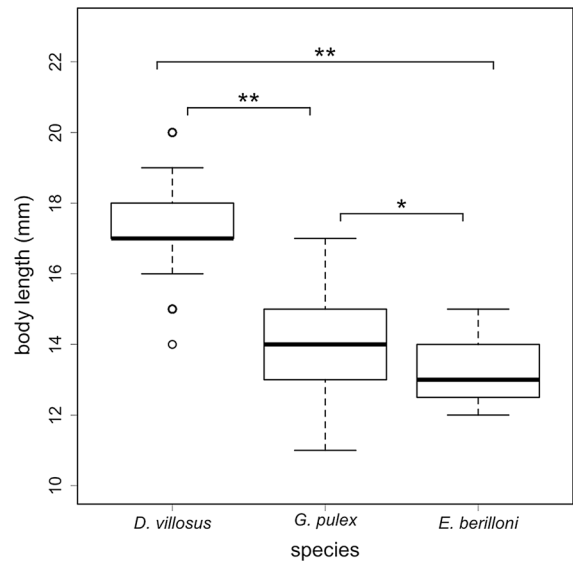 **
**
*
body length (mm)
22
20
18
16
14
12
10
D. villosus
G. pulex
E. berilloni
species